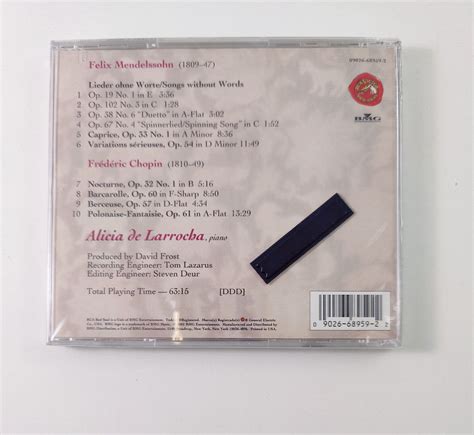 Felix Mendelssohn (1809–47)
09026-68959-2
Lieder ohne Worte/Songs without Words
1 Op. 19 No. 1 in E 3:36
2 Op. 102 No. 3 in C 1:28
3 Op. 38 No. 6 "Duetto" in A-Flat 3:02
4 Op. 67 No. 4 "Spinnerlied/Spinning Song" in C 1:52
5 Caprice, Op. 33 No. 1 in A Minor 8:36
6 Variations sérieuses, Op. 54 in D Minor 11:29
BMG
Frédéric Chopin (1810–49)
7 Nocturne, Op. 32 No. 1 in B 5:16
8 Barcarolle, Op. 60 in F-Sharp 8:50
9 Berceuse, Op. 57 in D-Flat 4:34
10 Polonaise-Fantaisie, Op. 61 in A-Flat 13:29
Alicia de Larrocha, piano
Produced by David Frost
Recording Engineer: Tom Lazarus
Editing Engineer: Steven Deur
Total Playing Time — 63:15 [DDD]
0 9026-68959-2 2